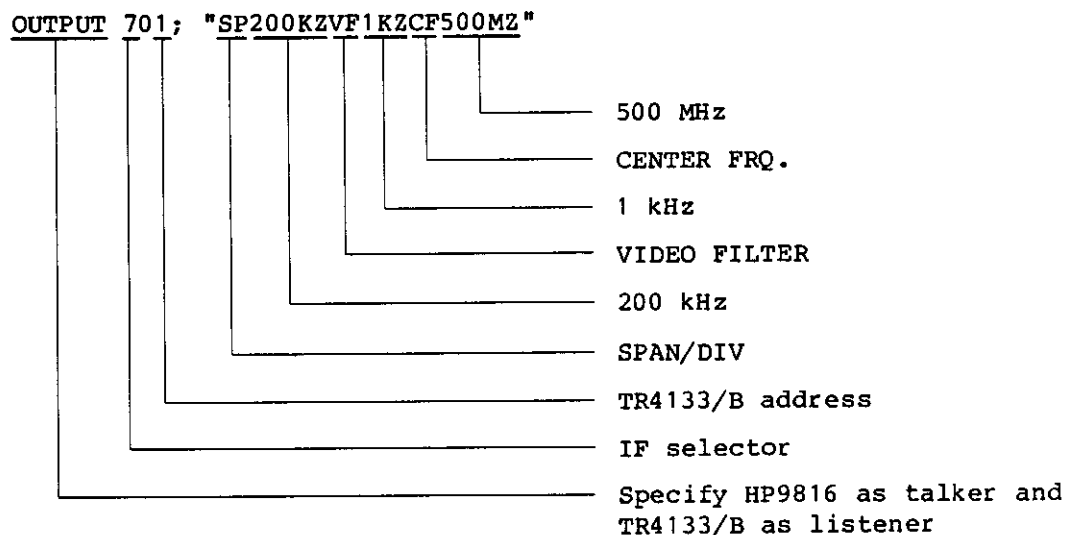 OUTPUT 701; "SP200KZVF1KZCF500MZ"
500 MHz
CENTER FRQ.
1 kHz
VIDEO FILTER
200 kHz
SPAN/DIV
TR4133/B address
IF selector
Specify HP9816 as talker and
TR4133/B as listener